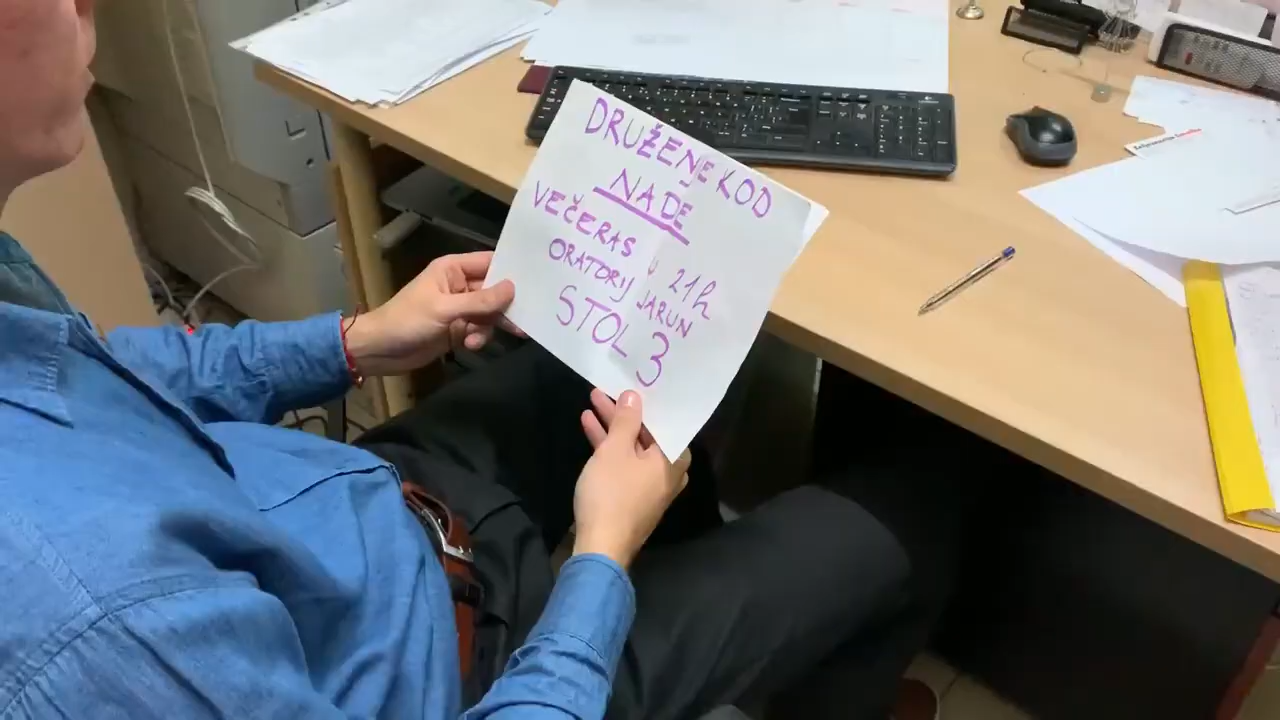 DRUŽENJE KOD
NADE
VEČERAS U 21h
ORATORIJ JARUN
STOL 3